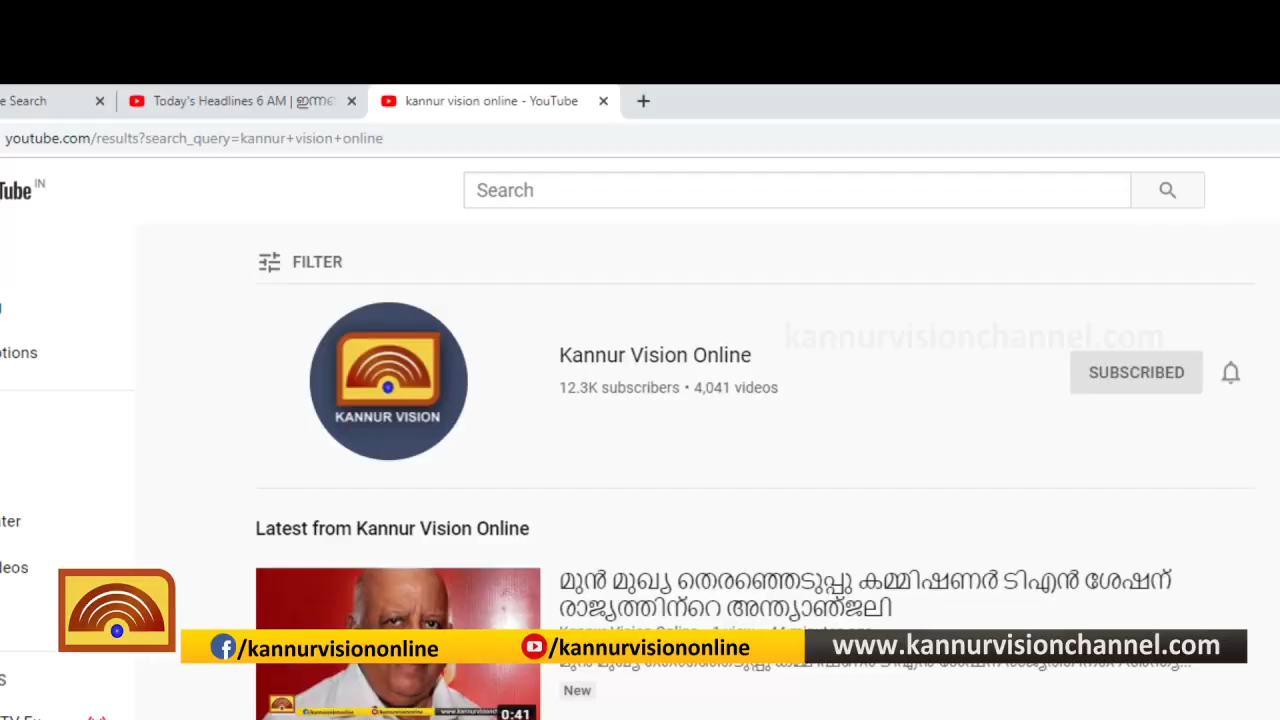 e Search
Today's Headlines 6 AM | ഇന്നഴെ
kannur vision online - YouTube
youtube.com/results?search_query=kannur+vision+online
Tube IN
Search
FILTER
kannurvisionchannel.com
KANNUR VISION
Kannur Vision Online
12.3K subscribers • 4,041 videos
SUBSCRIBED
otions
Latest from Kannur Vision Online
ter
eos
മുൻ മുഖ്യ തെരഞ്ഞെടുപ്പു കമ്മിഷണർ ടിഎൻ ശേഷന്
രാജ്യത്തിന്റെ അന്ത്യാഞ്ജലി
/kannurvisiononline
/kannurvisiononline
www.kannurvisionchannel.com
New
0:41
S